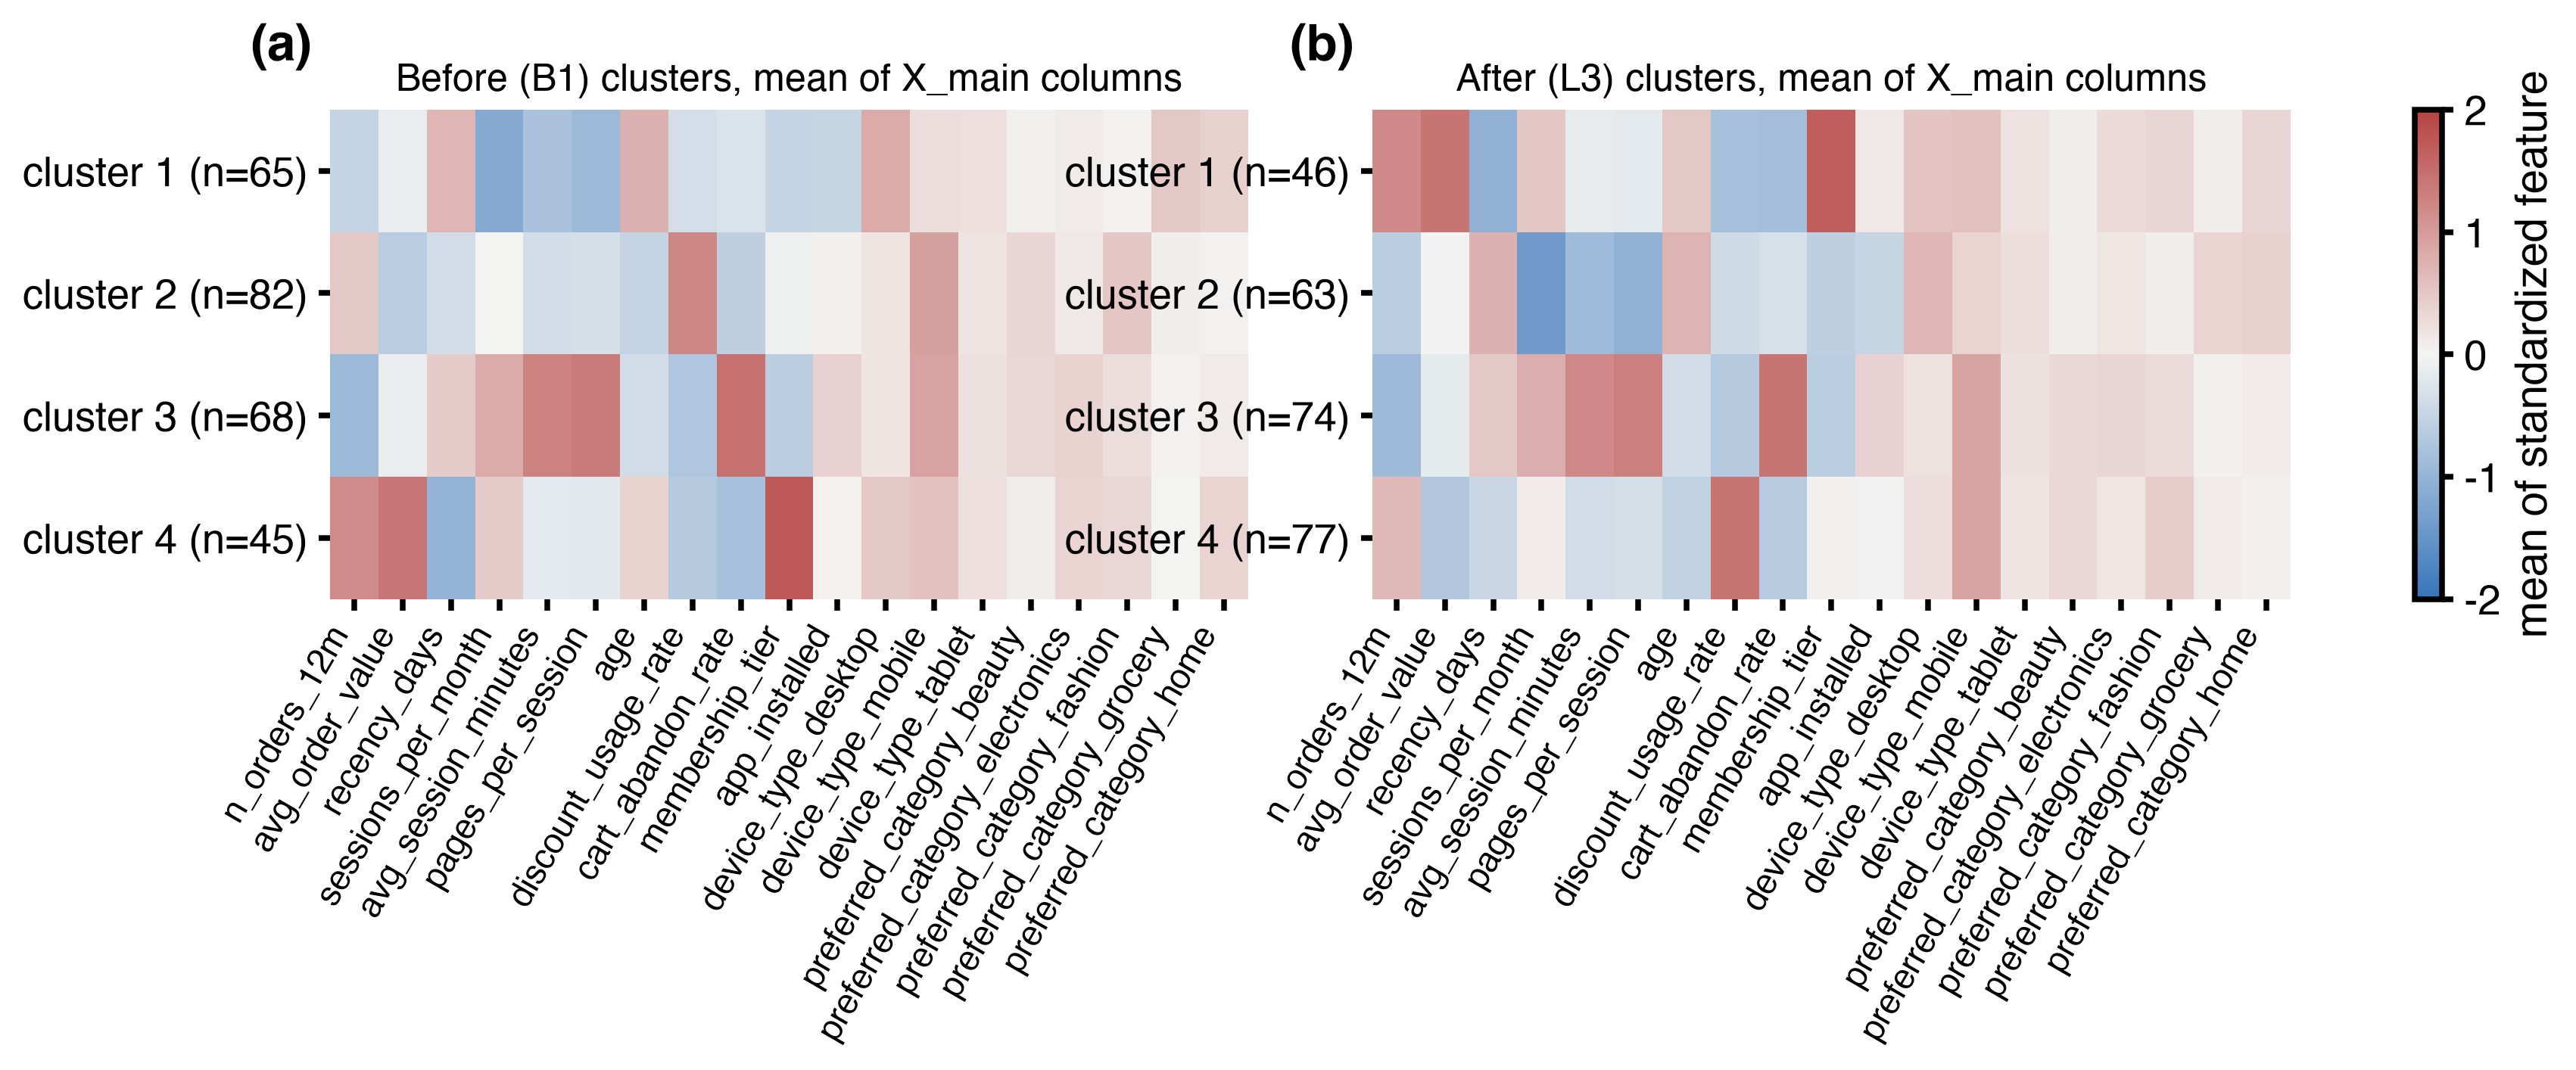 (a)
Before (B1) clusters, mean of X_main columns
cluster 1 (n=65)
cluster 2 (n=82)
cluster 3 (n=68)
cluster 4 (n=45)
n_orders_12m
avg_order_value
recency_days
sessions_per_month
avg_session_minutes
pages_per_session
age
discount_usage_rate
cart_abandon_rate
membership_tier
app_installed
device_type_desktop
device_type_mobile
device_type_tablet
preferred_category_beauty
preferred_category_electronics
preferred_category_fashion
preferred_category_grocery
preferred_category_home
(b)
After (L3) clusters, mean of X_main columns
cluster 1 (n=46)
cluster 2 (n=63)
cluster 3 (n=74)
cluster 4 (n=77)
n_orders_12m
avg_order_value
recency_days
sessions_per_month
avg_session_minutes
pages_per_session
age
discount_usage_rate
cart_abandon_rate
membership_tier
app_installed
device_type_desktop
device_type_mobile
device_type_tablet
preferred_category_beauty
preferred_category_electronics
preferred_category_fashion
preferred_category_grocery
preferred_category_home
2
1
0
-1
-2
mean of standardized feature